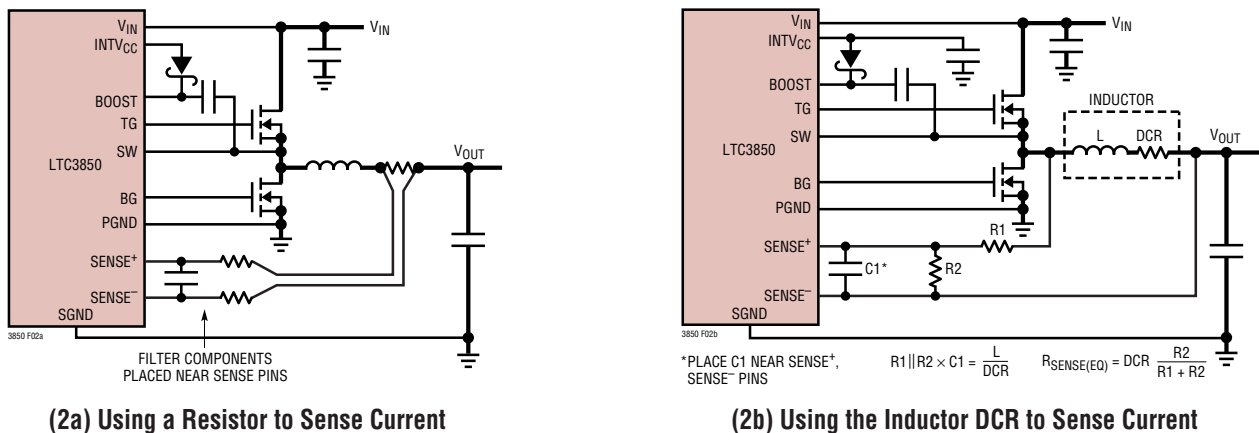 V_IN
V_IN
INTV_CC
BOOST
TG
SW
V_OUT
LTC3850
BG
PGND
SENSE⁺
SENSE⁻
SGND
3850 F02a
FILTER COMPONENTS
PLACED NEAR SENSE PINS
(2a) Using a Resistor to Sense Current
V_IN
V_IN
INTV_CC
BOOST
INDUCTOR
TG
L DCR
V_OUT
SW
LTC3850
BG
PGND
R1
SENSE⁺
C1*
R2
SENSE⁻
SGND
3850 F02b
*PLACE C1 NEAR SENSE⁺,
SENSE⁻ PINS
R1||R2 × C1 = L/DCR
R_SENSE(EQ) = DCR R2/(R1 + R2)
(2b) Using the Inductor DCR to Sense Current